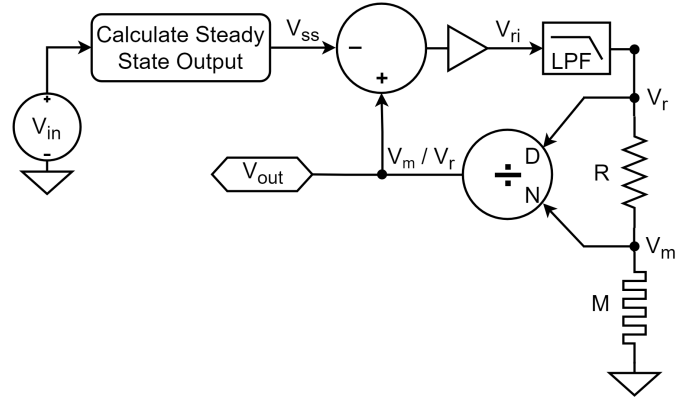 Calculate Steady
State Output
V_ss
−
+
V_ri
LPF
+
V_in
−
V_r
V_m / V_r
V_out
÷
D
N
R
V_m
M